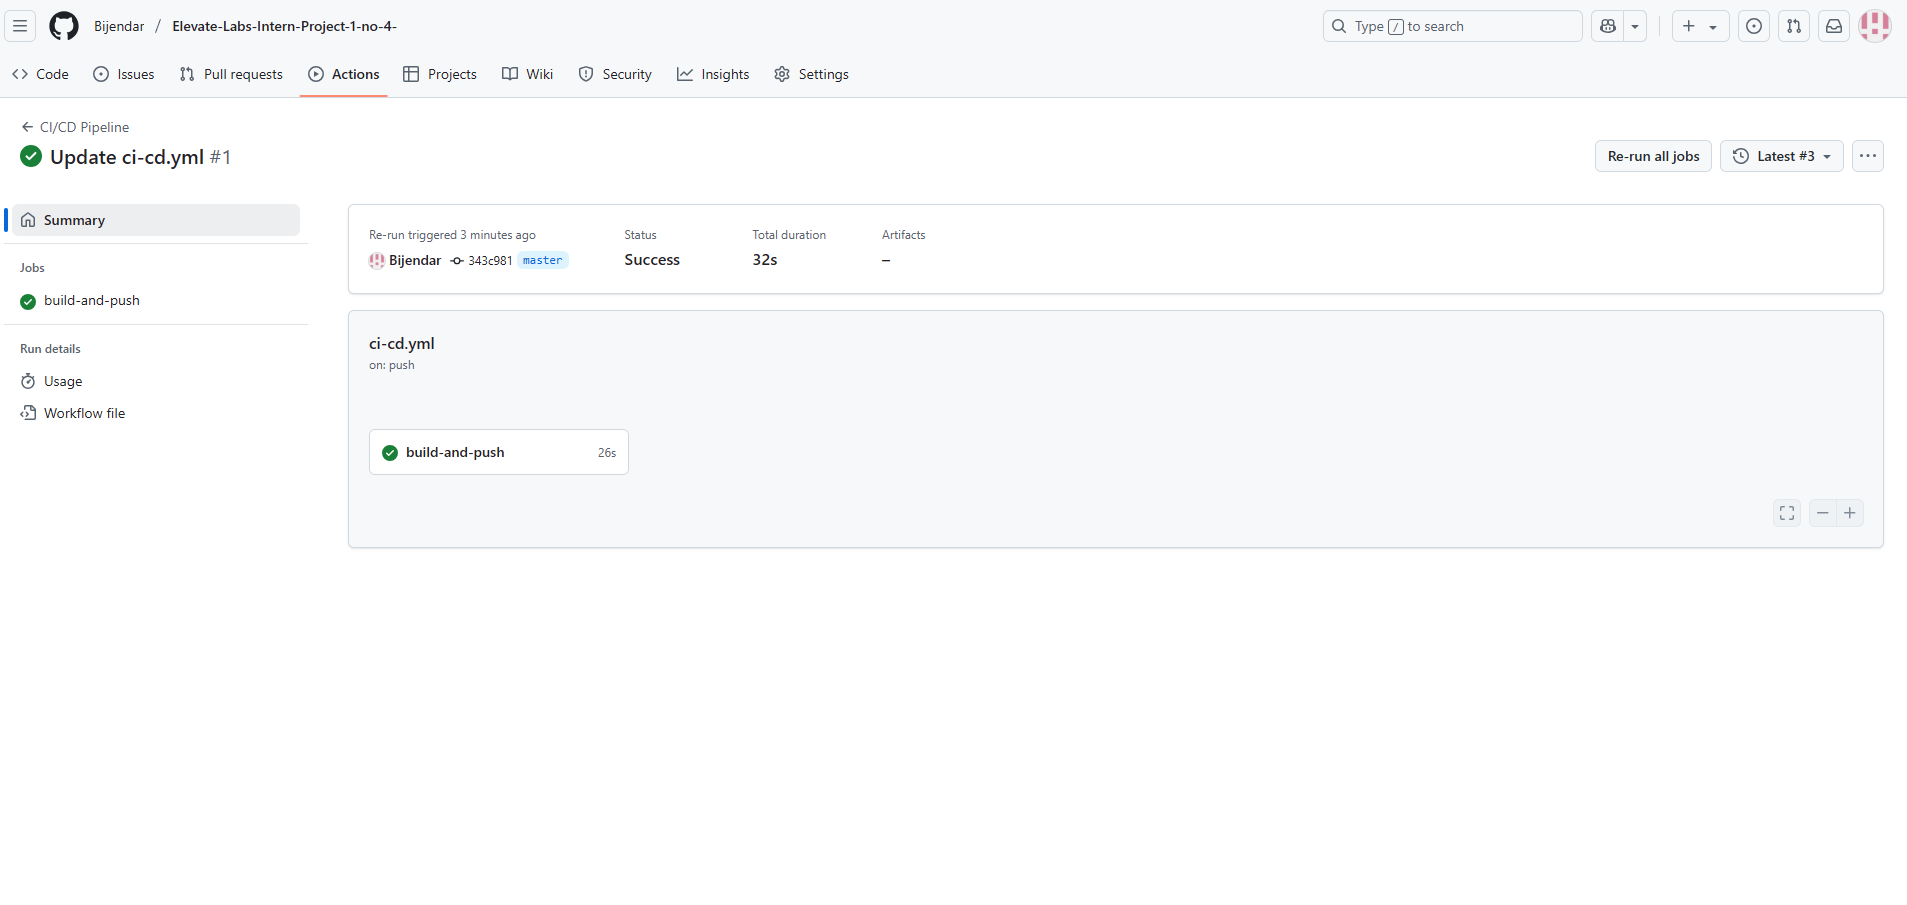 Bijendar / Elevate-Labs-Intern-Project-1-no-4-
Type / to search
Code Issues Pull requests Actions Projects Wiki Security Insights Settings
CI/CD Pipeline
Update ci-cd.yml #1
Re-run all jobs
Latest #3
Summary
Jobs
build-and-push
Run details
Usage
Workflow file
Re-run triggered 3 minutes ago
Bijendar 343c981 master
Status
Success
Total duration
32s
Artifacts
–
ci-cd.yml
on: push
build-and-push 26s